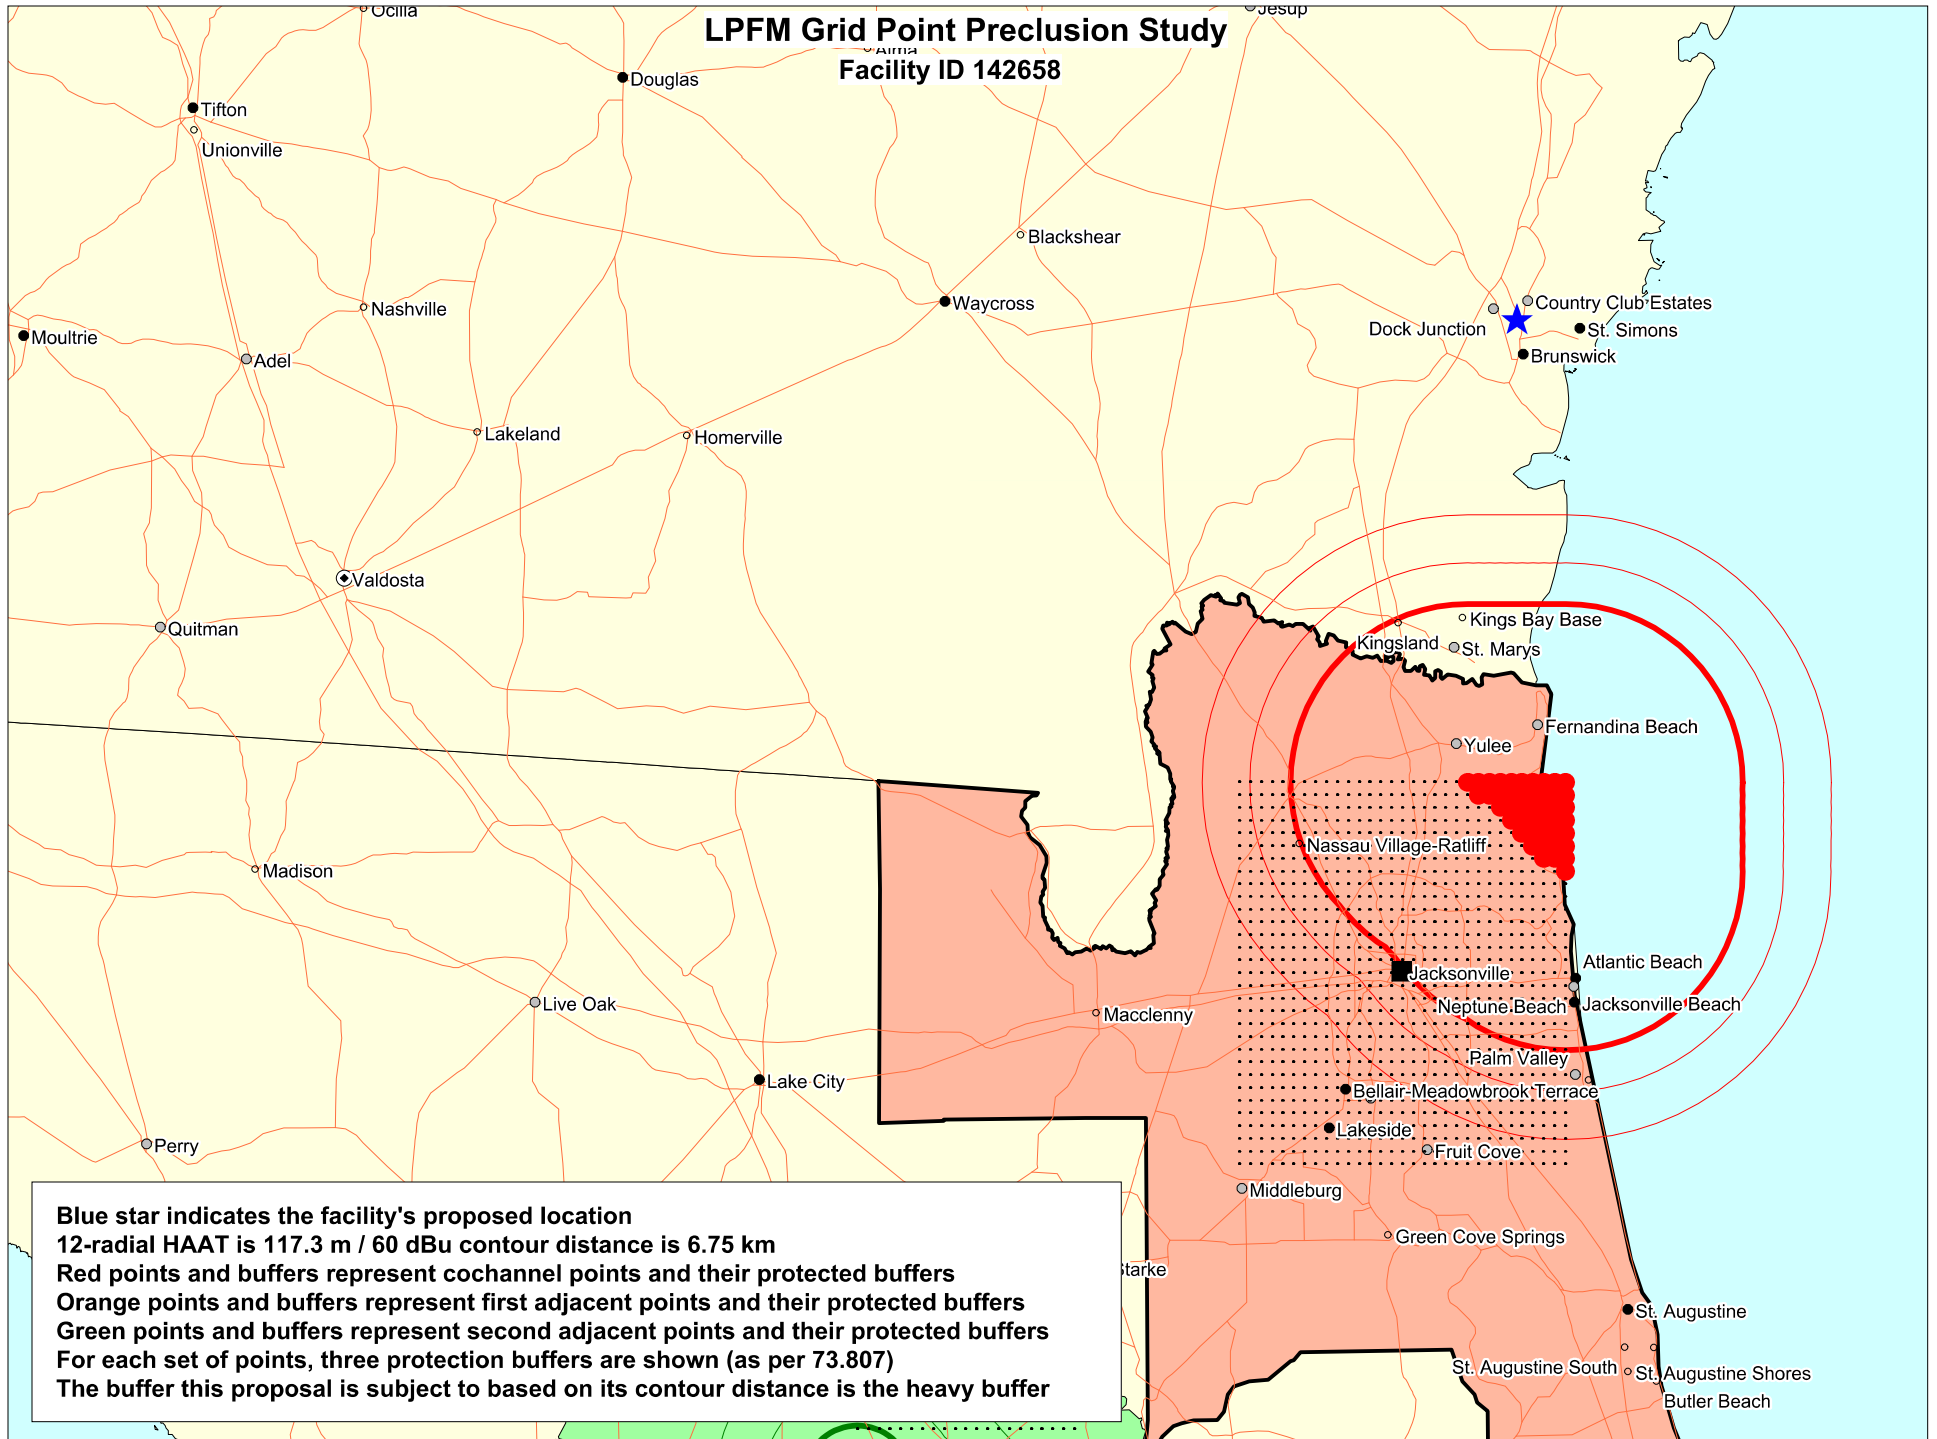 LPFM Grid Point Preclusion Study
Facility ID 142658
Ocilla
Jesup
Alma
Douglas
Tifton
Unionville
Blackshear
Nashville
Waycross
Country Club Estates
Dock Junction
St. Simons
Moultrie
Brunswick
Adel
Lakeland
Homerville
Valdosta
Quitman
Kings Bay Base
Kingsland
St. Marys
Fernandina Beach
Yulee
Nassau Village-Ratliff
Madison
Atlantic Beach
Jacksonville
Live Oak
Neptune Beach
Jacksonville Beach
Macclenny
Palm Valley
Lake City
Bellair-Meadowbrook Terrace
Lakeside
Perry
Fruit Cove
Middleburg
Green Cove Springs
Starke
St. Augustine
St. Augustine South
St. Augustine Shores
Butler Beach
Blue star indicates the facility's proposed location
12-radial HAAT is 117.3 m / 60 dBu contour distance is 6.75 km
Red points and buffers represent cochannel points and their protected buffers
Orange points and buffers represent first adjacent points and their protected buffers
Green points and buffers represent second adjacent points and their protected buffers
For each set of points, three protection buffers are shown (as per 73.807)
The buffer this proposal is subject to based on its contour distance is the heavy buffer